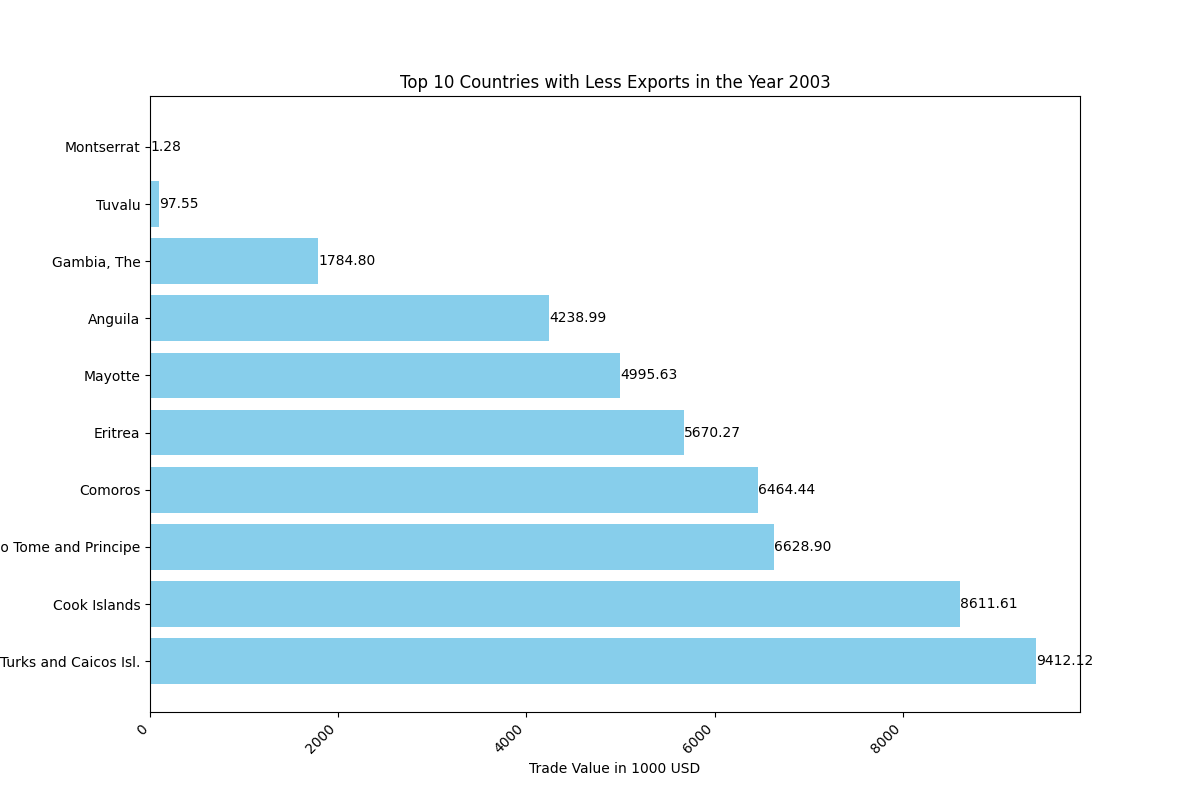 Top 10 Countries with Less Exports in the Year 2003
Montserrat 1.28
Tuvalu 97.55
Gambia, The 1784.80
Anguila 4238.99
Mayotte 4995.63
Eritrea 5670.27
Comoros 6464.44
o Tome and Principe 6628.90
Cook Islands 8611.61
Turks and Caicos Isl. 9412.12
0 2000 4000 6000 8000
Trade Value in 1000 USD